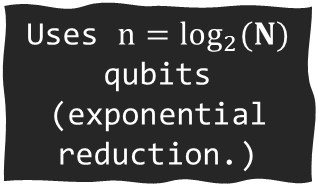 Uses n = log₂(N)
qubits
(exponential
reduction.)